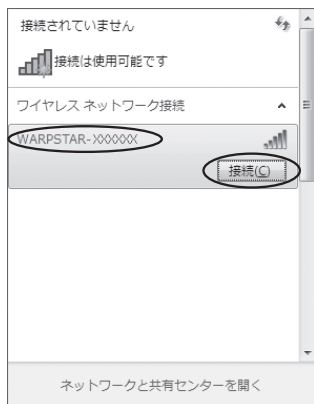 接続されていません
接続は使用可能です
ワイヤレス ネットワーク接続
WARPSTAR-XXXXXX
接続(C)
ネットワークと共有センターを開く